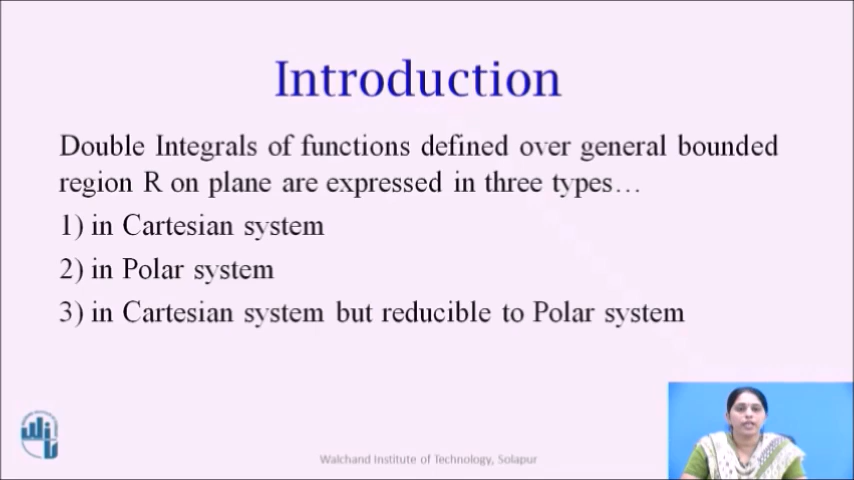 Introduction
Double Integrals of functions defined over general bounded
region R on plane are expressed in three types…
1) in Cartesian system
2) in Polar system
3) in Cartesian system but reducible to Polar system
Walchand Institute of Technology, Solapur